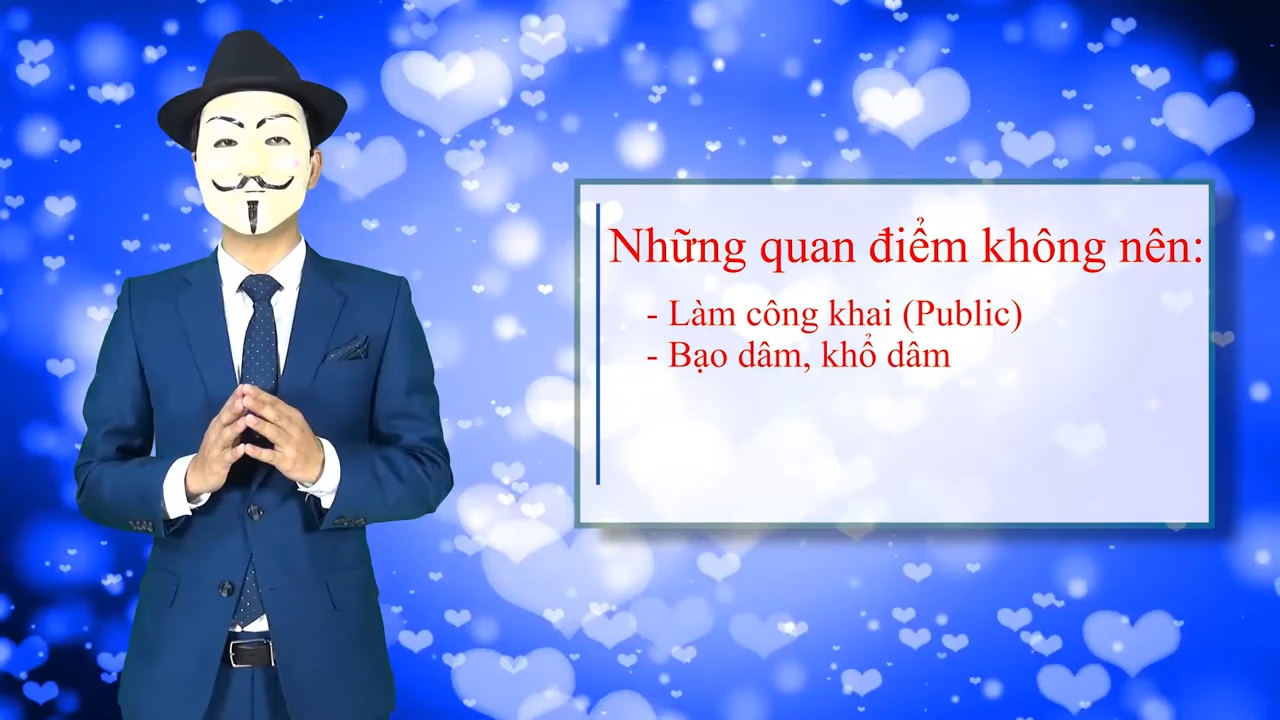 Những quan điểm không nên:
- Làm công khai (Public)
- Bạo dâm, khổ dâm